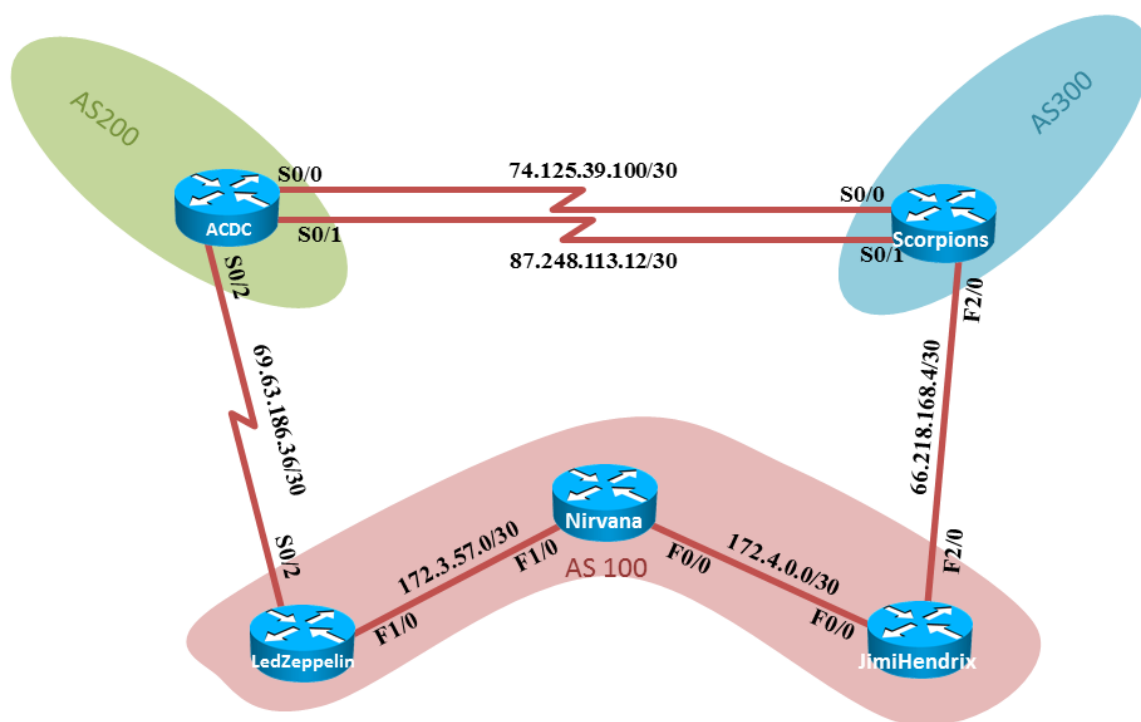 AS200
AS300
S0/0
74.125.39.100/30
S0/0
ACDC
Scorpions
S0/1
87.248.113.12/30
S0/1
S0/2
F2/0
69.63.186.36/30
66.218.168.4/30
Nirvana
172.3.57.0/30
F1/0
AS 100
F0/0
172.4.0.0/30
S0/2
F2/0
F1/0
F0/0
LedZeppelin
JimiHendrix